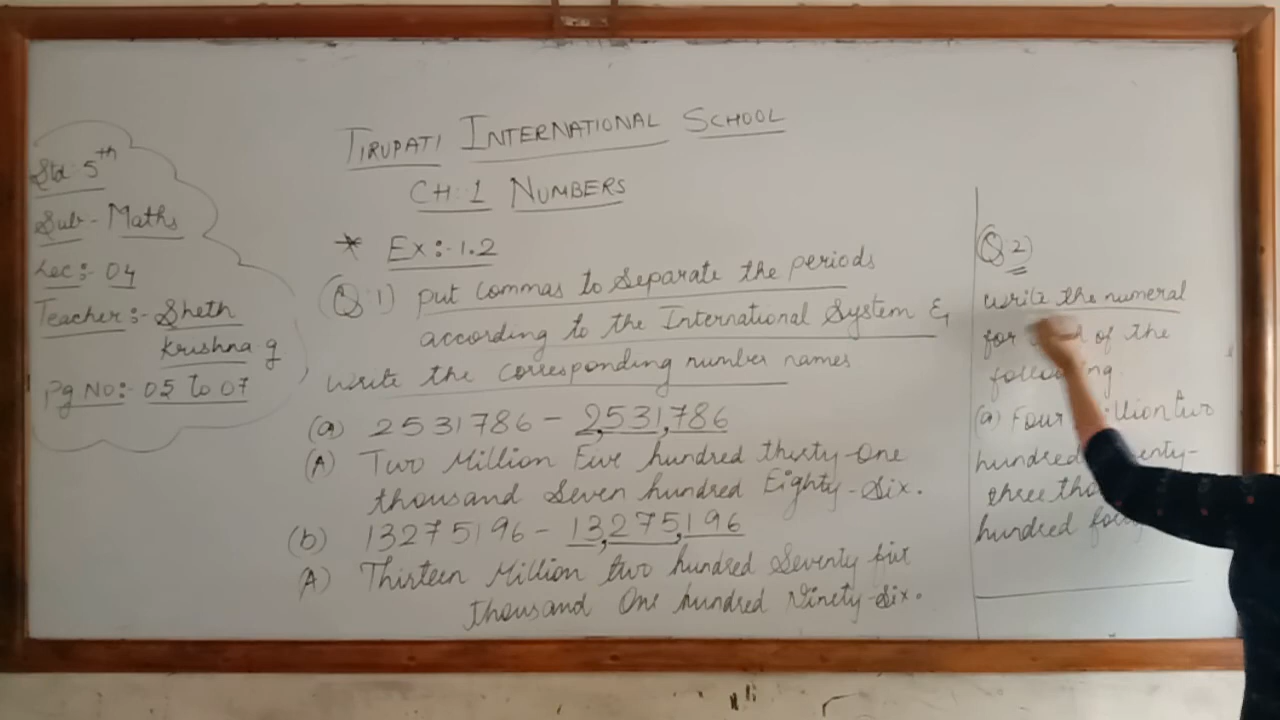 Std: 5th
Sub - Maths
Lec :- 04
Teacher :- Sheth
Krishna g
Pg No:- 05 to 07
TIRUPATI INTERNATIONAL SCHOOL
CH: 1 NUMBERS
* Ex:- 1.2
Q.1) put commas to separate the periods
according to the International System &
write the corresponding number names
(a) 2531786 - 2,531,786
(A) Two Million Five hundred thirty-One
thousand Seven hundred Eighty-Six.
(b) 13275196 - 13,275,196
A) Thirteen Million two hundred Seventy five
thousand One hundred Ninety-Six.
Q 2)
write the numeral
for of the
following
(a) Four two
hundred
three
hundred